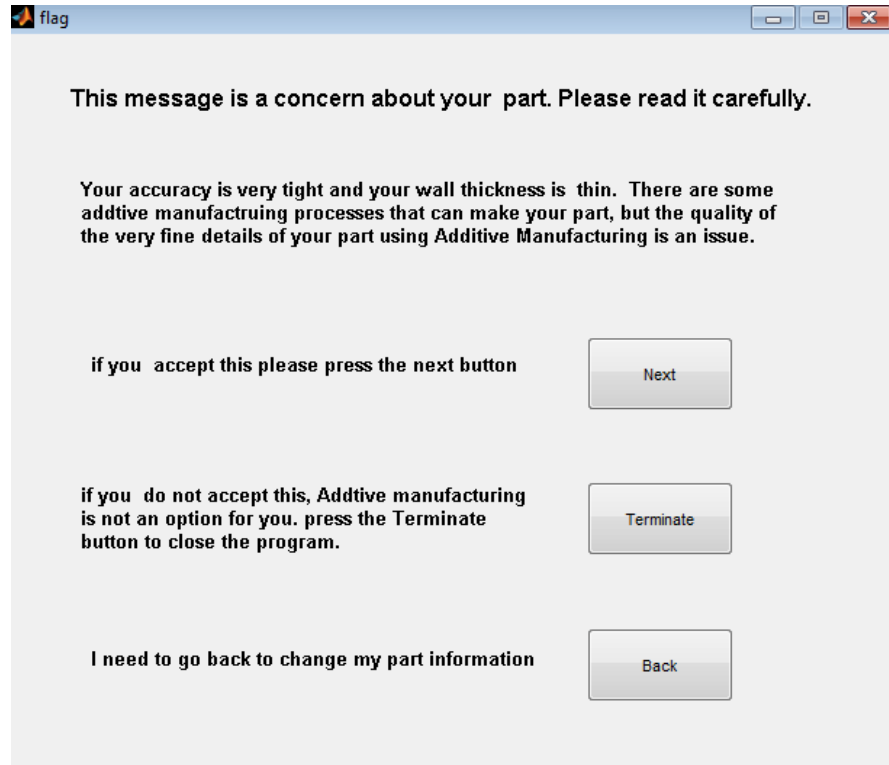 flag
This message is a concern about your  part. Please read it carefully.
Your accuracy is very tight and your wall thickness is  thin.  There are some
addtive manufactruing processes that can make your part, but the quality of
the very fine details of your part using Additive Manufacturing is an issue.
if you  accept this please press the next button
Next
if you  do not accept this, Addtive manufacturing
is not an option for you. press the Terminate
button to close the program.
Terminate
I need to go back to change my part information
Back